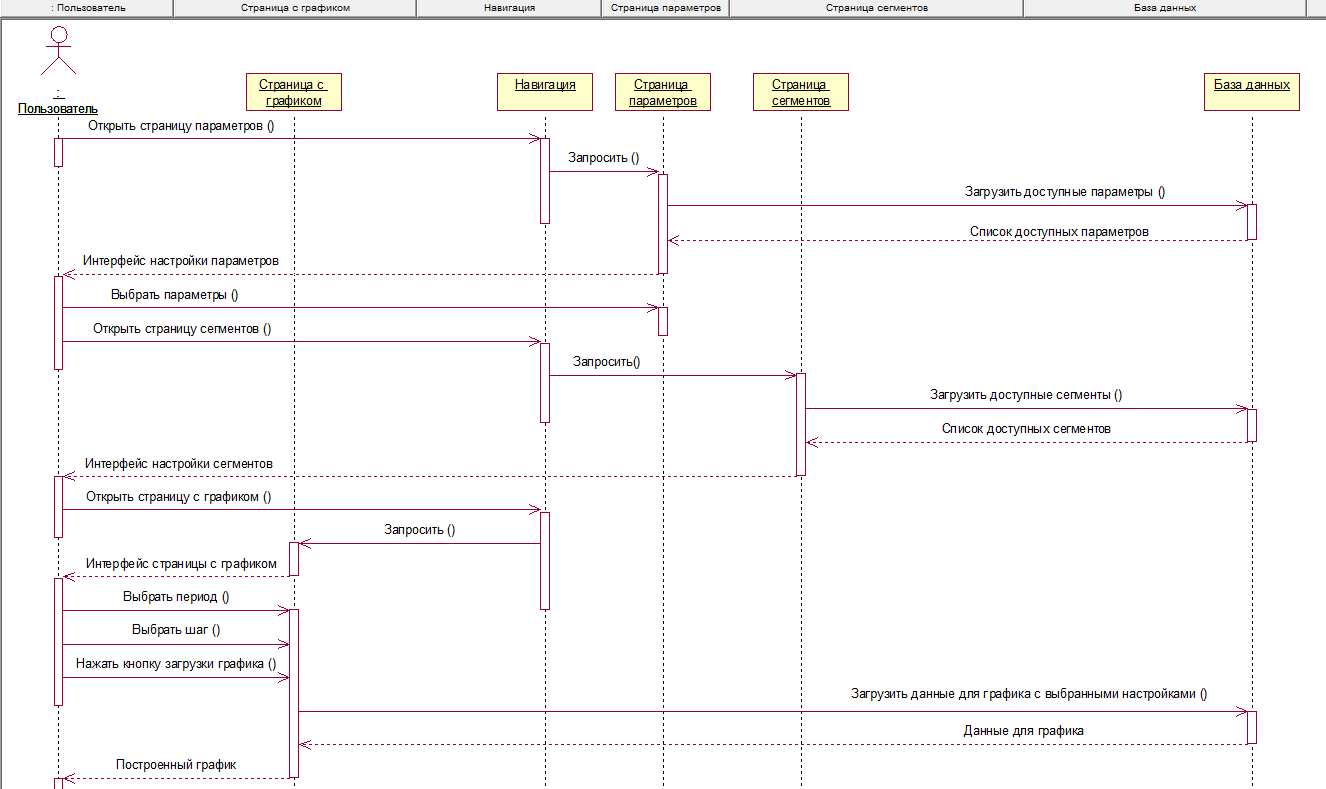 : Пользователь
Страница с графиком
Навигация
Страница параметров
Страница сегментов
База данных
:
Пользователь
Страница с
графиком
Навигация
Страница
параметров
Страница
сегментов
База данных
Открыть страницу параметров ()
Запросить ()
Загрузить доступные параметры ()
Список доступных параметров
Интерфейс настройки параметров
Выбрать параметры ()
Открыть страницу сегментов ()
Запросить()
Загрузить доступные сегменты ()
Список доступных сегментов
Интерфейс настройки сегментов
Открыть страницу с графиком ()
Запросить ()
Интерфейс страницы с графиком
Выбрать период ()
Выбрать шаг ()
Нажать кнопку загрузки графика ()
Загрузить данные для графика с выбранными настройками ()
Данные для графика
Построенный график